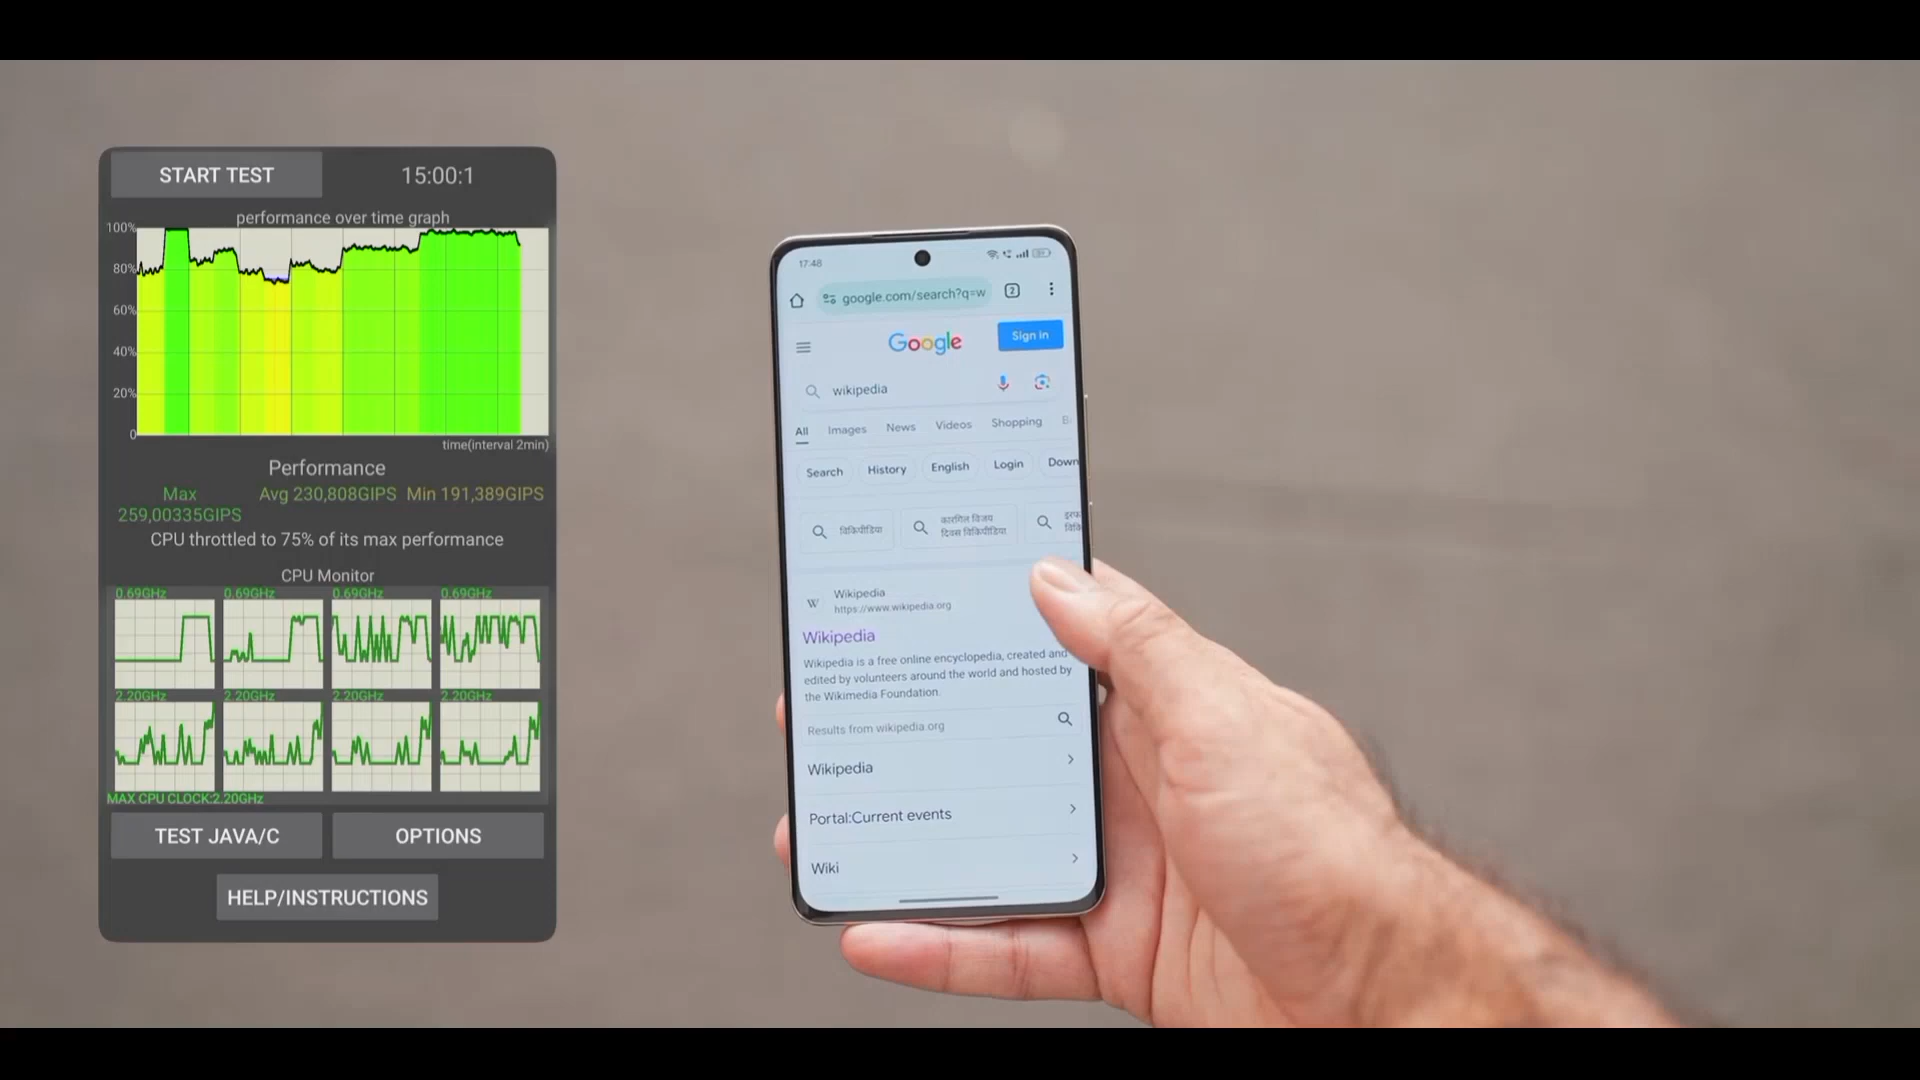 START TEST
15:00:1
performance over time graph
100%
80%
60%
40%
20%
0
time(interval 2min)
Performance
Max
259,00335GIPS
Avg 230,808GIPS
Min 191,389GIPS
CPU throttled to 75% of its max performance
CPU Monitor
0.69GHz 0.69GHz 0.69GHz 0.69GHz
2.20GHz 2.20GHz 2.20GHz 2.20GHz
MAX CPU CLOCK:2.20GHz
TEST JAVA/C
OPTIONS
HELP/INSTRUCTIONS
17:48
google.com/search?q=w
2
Google
Sign in
wikipedia
All Images News Videos Shopping B
Search History English Login Down
विकिपीडिया
कारगिल विजय
दिवस विकिपीडिया
Wikipedia
https://www.wikipedia.org
Wikipedia
Wikipedia is a free online encyclopedia, created and
edited by volunteers around the world and hosted by
the Wikimedia Foundation.
Results from wikipedia.org
Wikipedia
Portal:Current events
Wiki